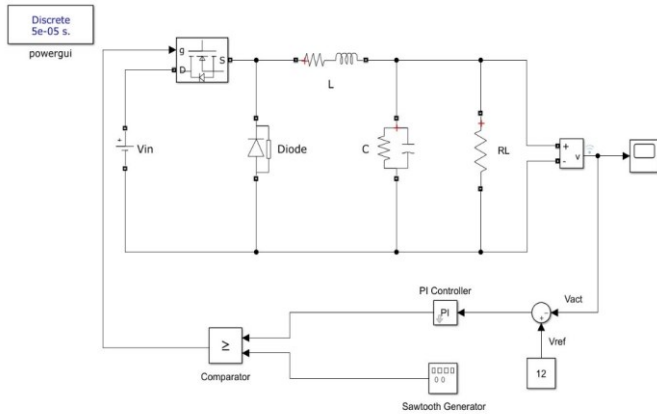 Discrete
5e-05 s.
powergui
g
D
S
L
+
Vin
Diode
C
RL
+
-
v
PI Controller
PI
Vact
-
+
Vref
12
≥
Comparator
Sawtooth Generator